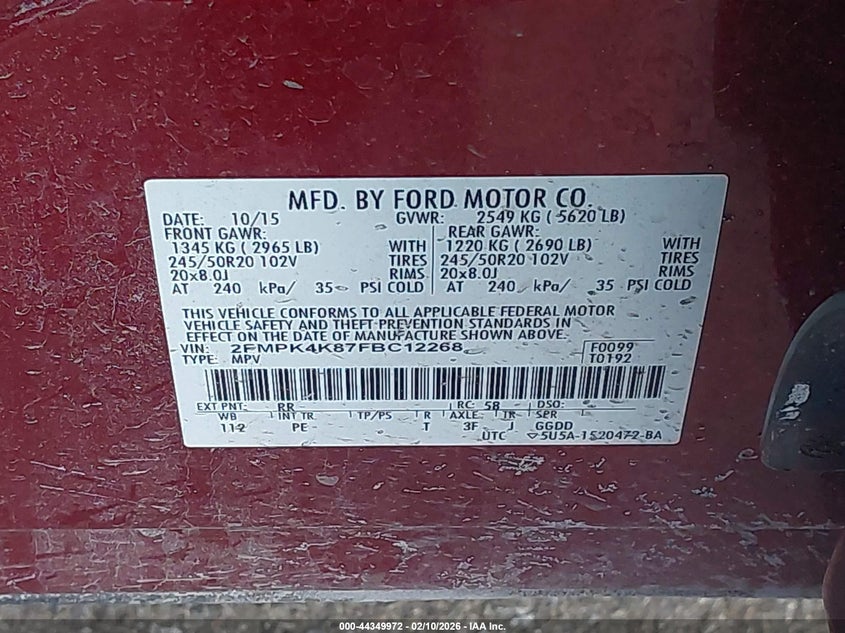 MFD. BY FORD MOTOR CO.
DATE: 10/15 GVWR: 2549 KG ( 5620 LB)
FRONT GAWR: REAR GAWR:
1345 KG ( 2965 LB) WITH 1220 KG ( 2690 LB) WITH
245/50R20 102V TIRES 245/50R20 102V TIRES
20x8.0J RIMS 20x8.0J RIMS
AT 240 kPa/ 35 PSI COLD AT 240 kPa/ 35 PSI COLD
THIS VEHICLE CONFORMS TO ALL APPLICABLE FEDERAL MOTOR
VEHICLE SAFETY AND THEFT PREVENTION STANDARDS IN
EFFECT ON THE DATE OF MANUFACTURE SHOWN ABOVE.
VIN: 2FMPK4K87FBC12268 F0099
TYPE: MPV T0192
EXT PNT: RR RC: 58 DSO:
WB INT TR. TP/PS R AXLE TR SPR
112 PE T 3F J GGDD
UTC 5U5A-1520472-BA
000-44349972 / 02/10/2026 - IAA Inc.